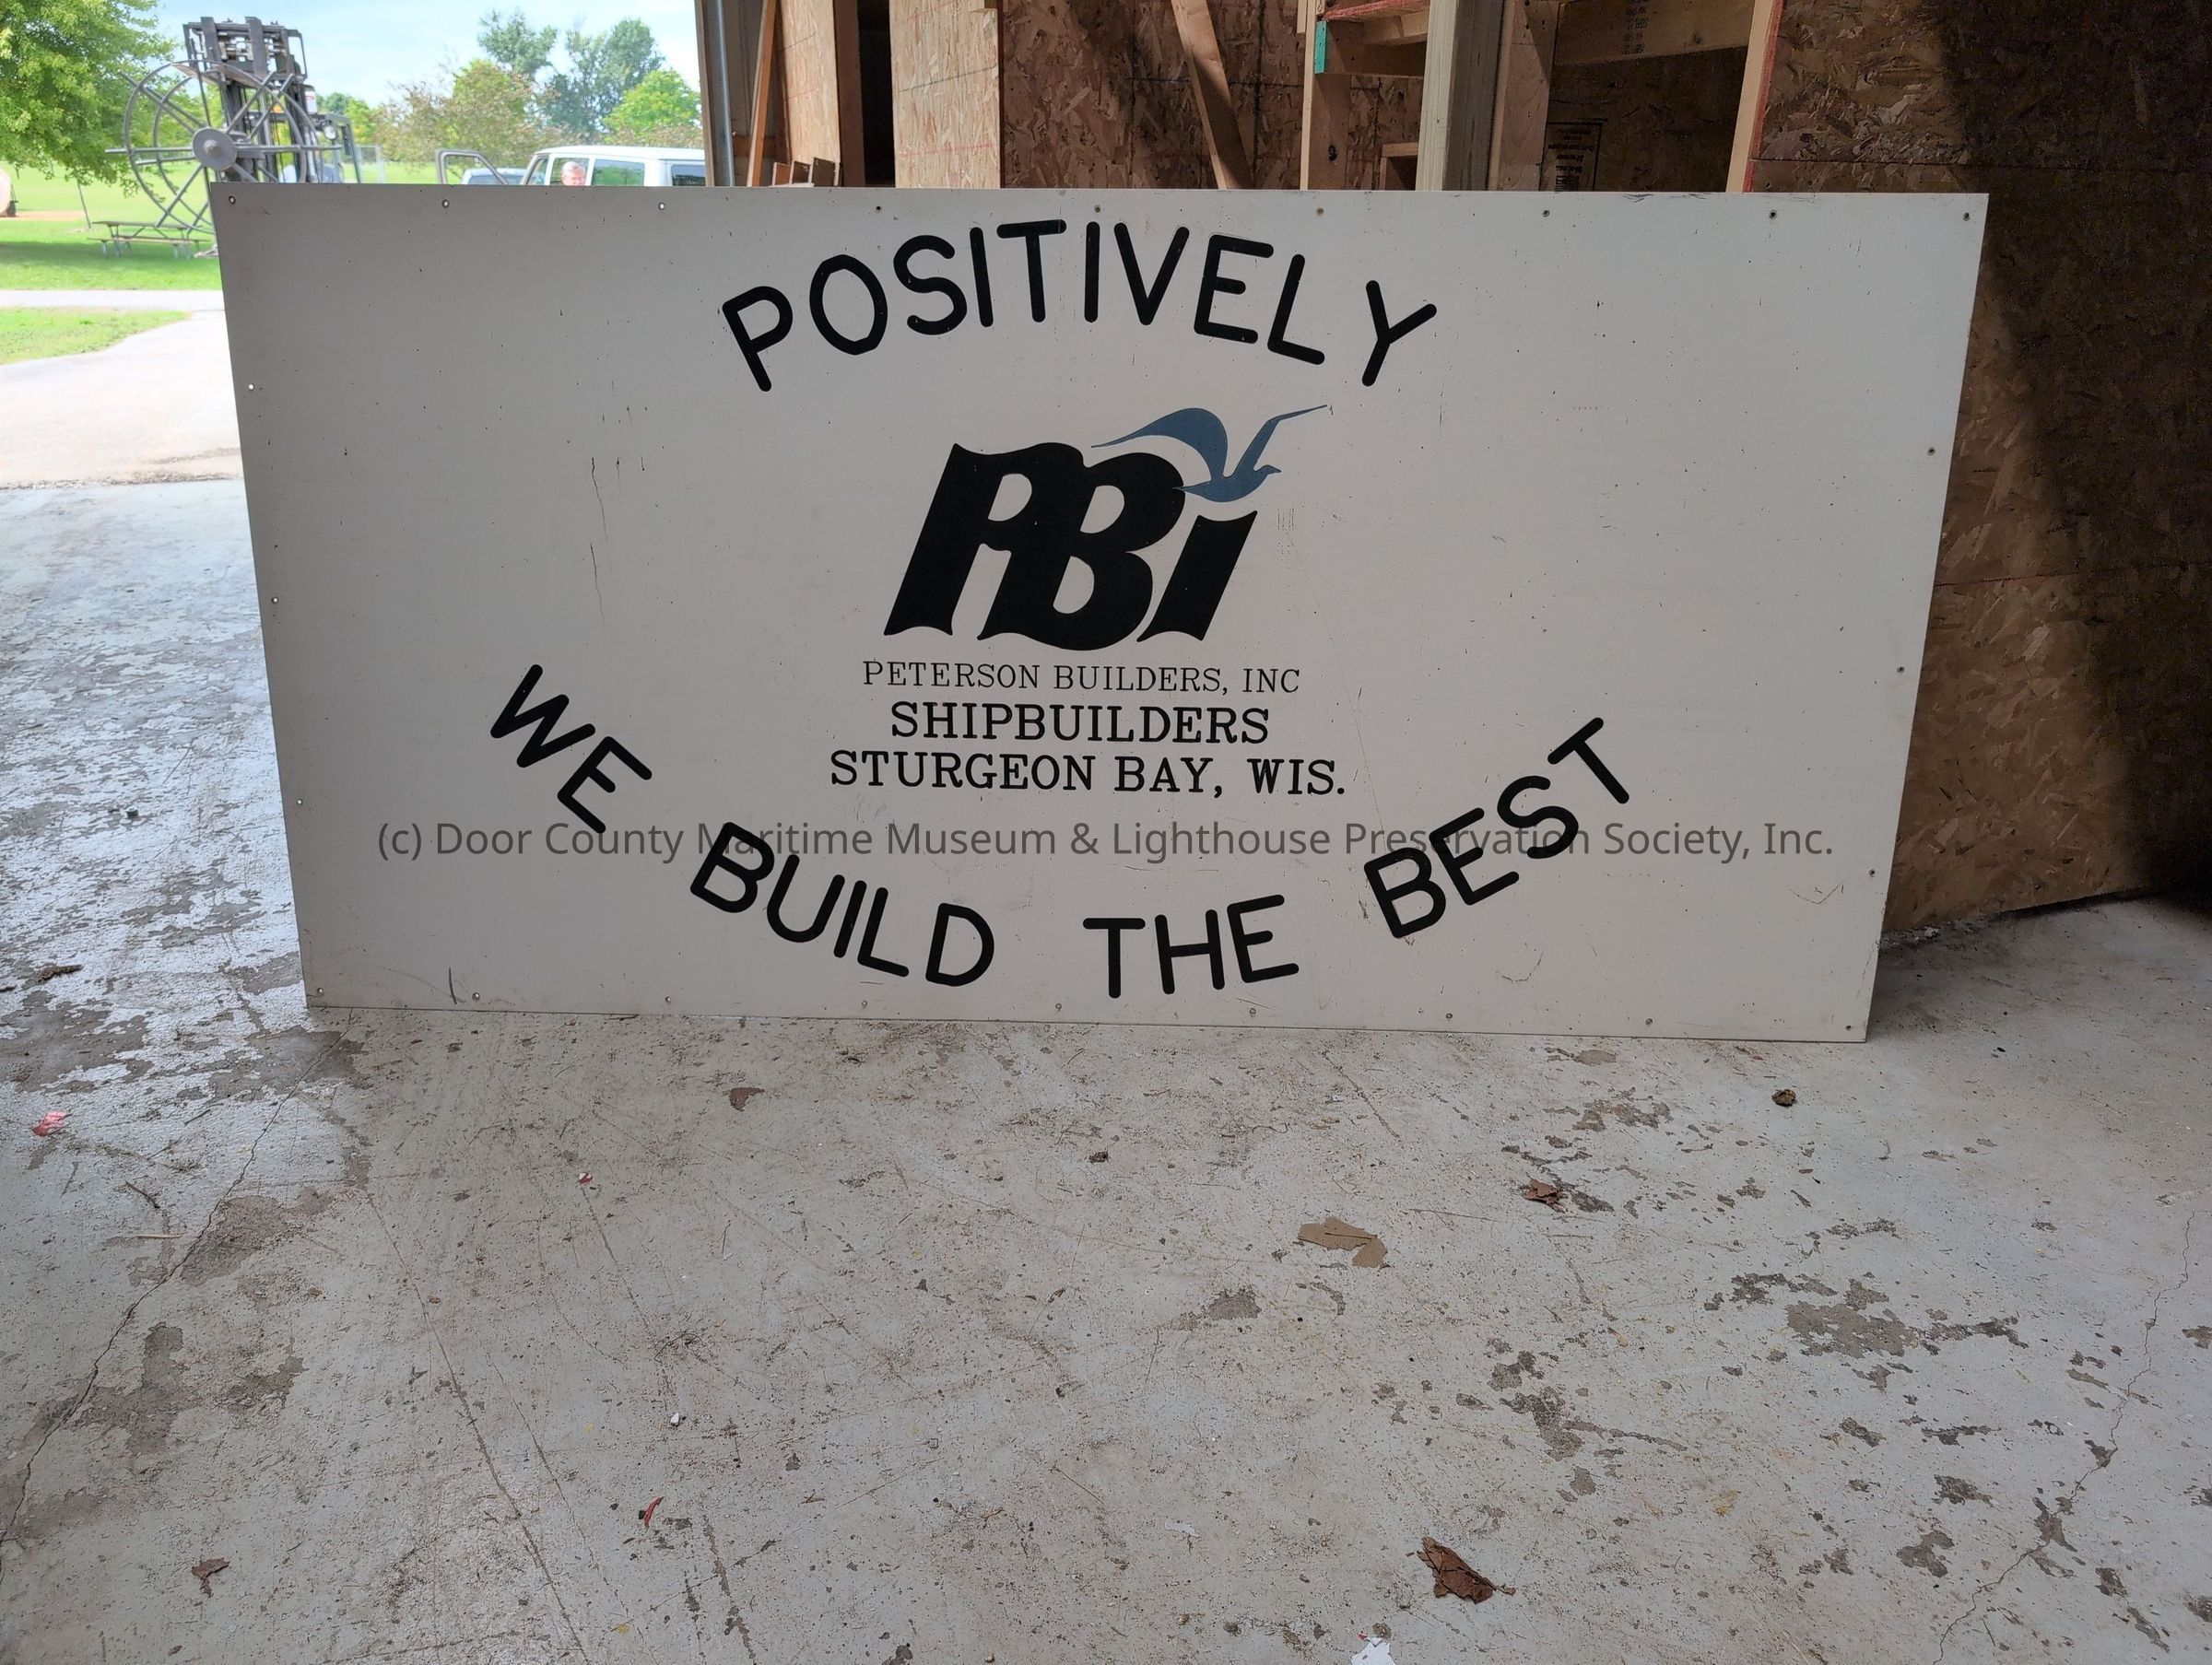 POSITIVELY
PBI
PETERSON BUILDERS, INC
SHIPBUILDERS
STURGEON BAY, WIS.
WE BUILD THE BEST
(c) Door County Maritime Museum & Lighthouse Preservation Society, Inc.